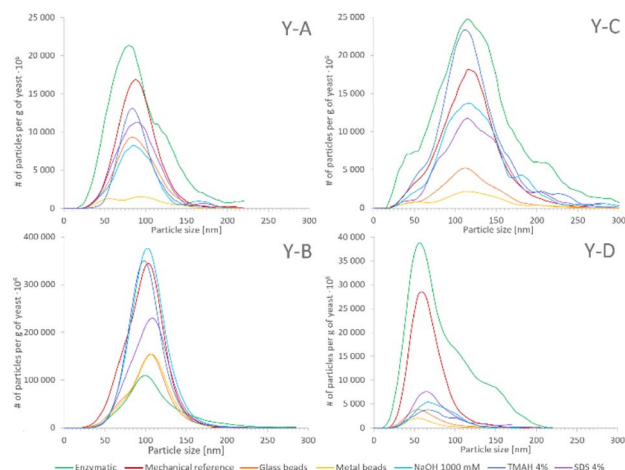 Y-A
# of particles per g of yeast ·10⁶
25 000
20 000
15 000
10 000
5 000
0
0 50 100 150 200 250 300
Particle size [nm]
Y-C
# of particles per g of yeast ·10⁶
25 000
20 000
15 000
10 000
5 000
0
0 50 100 150 200 250 300
Particle size [nm]
Y-B
# of particles per g of yeast ·10⁶
400 000
300 000
200 000
100 000
0
0 50 100 150 200 250 300
Particle size [nm]
Y-D
# of particles per g of yeast ·10⁶
40 000
35 000
30 000
25 000
20 000
15 000
10 000
5 000
0
0 50 100 150 200 250 300
Particle size [nm]
Enzymatic Mechanical reference Glass beads Metal beads NaOH 1000 mM TMAH 4% SDS 4%